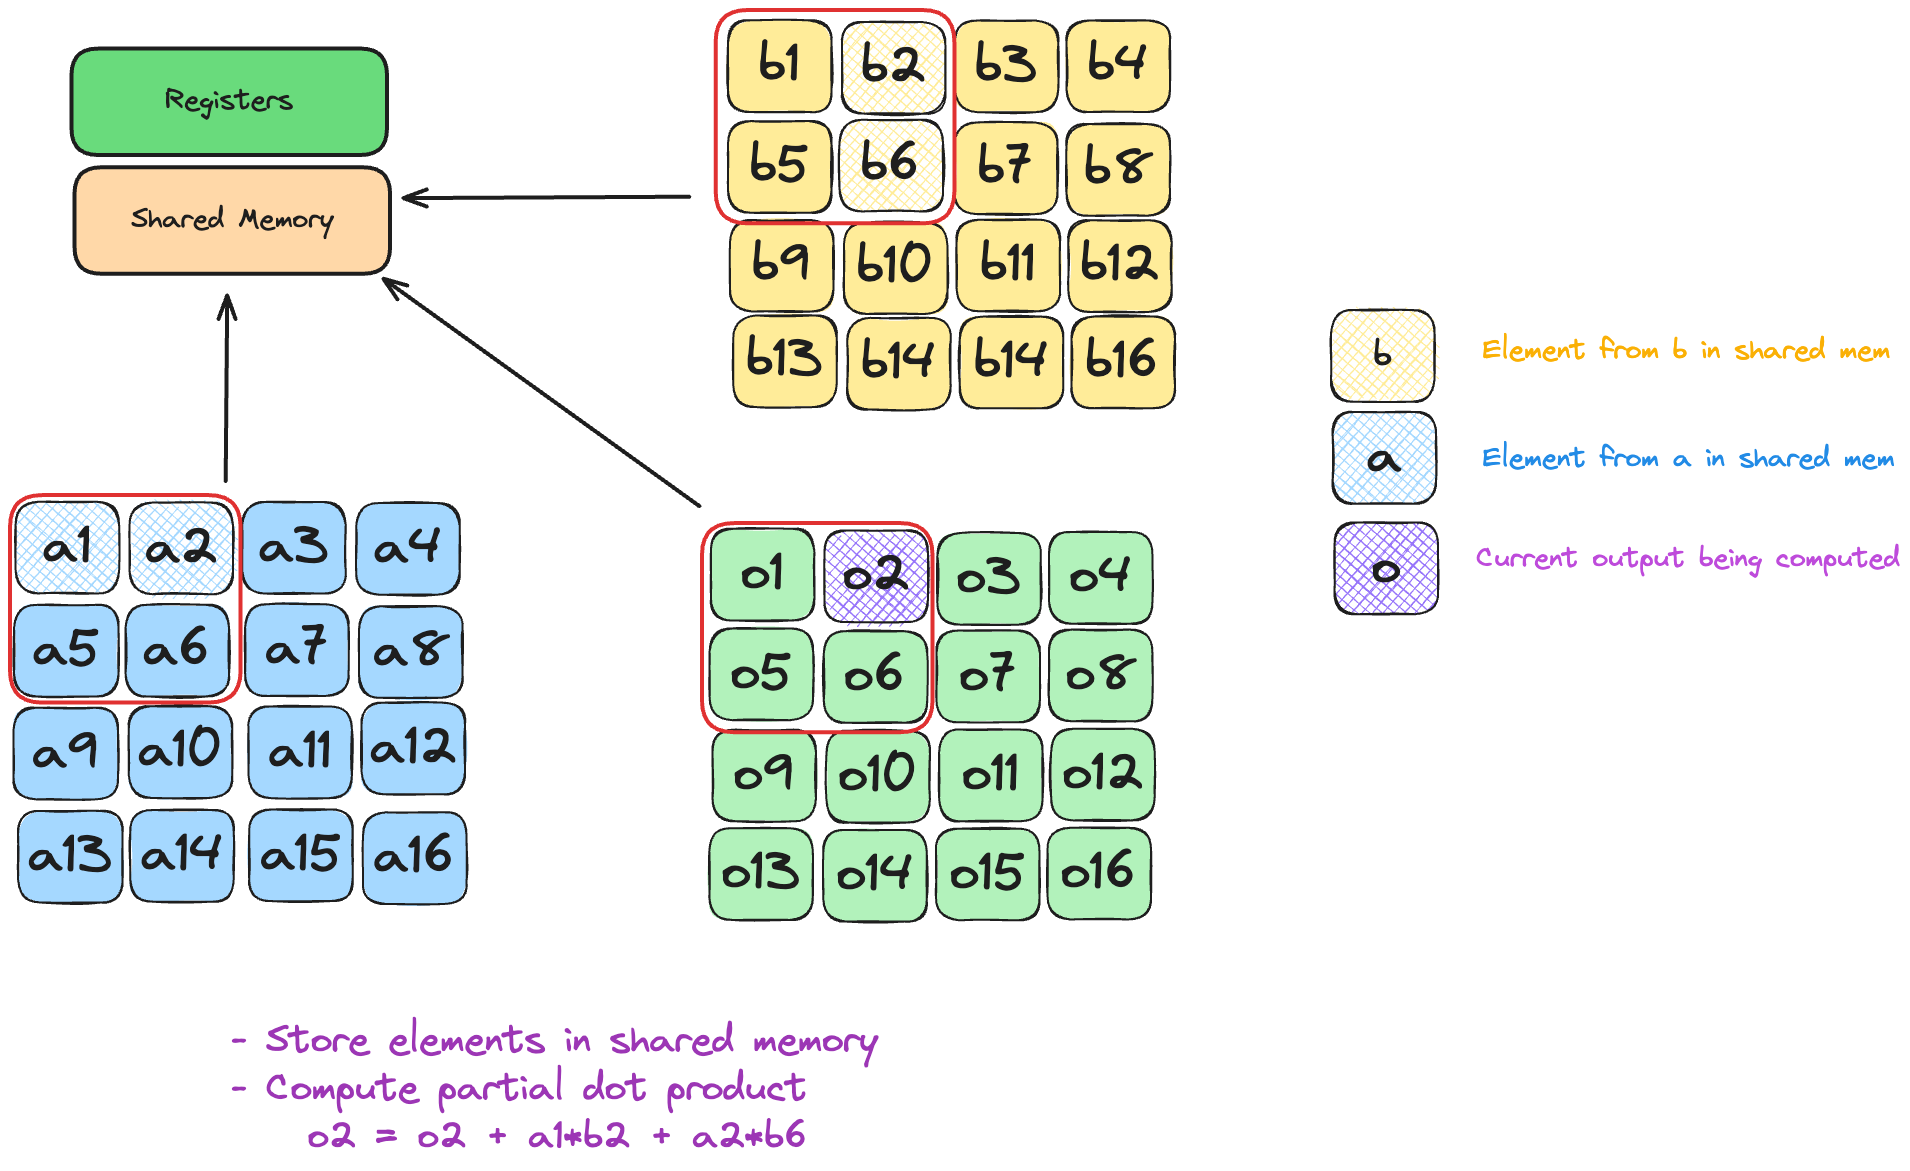 Registers
Shared Memory
b1 b2 b3 b4
b5 b6 b7 b8
b9 b10 b11 b12
b13 b14 b14 b16
b Element from b in shared mem
a Element from a in shared mem
o Current output being computed
a1 a2 a3 a4
a5 a6 a7 a8
a9 a10 a11 a12
a13 a14 a15 a16
o1 o2 o3 o4
o5 o6 o7 o8
o9 o10 o11 o12
o13 o14 o15 o16
- Store elements in shared memory
- Compute partial dot product
o2 = o2 + a1*b2 + a2*b6